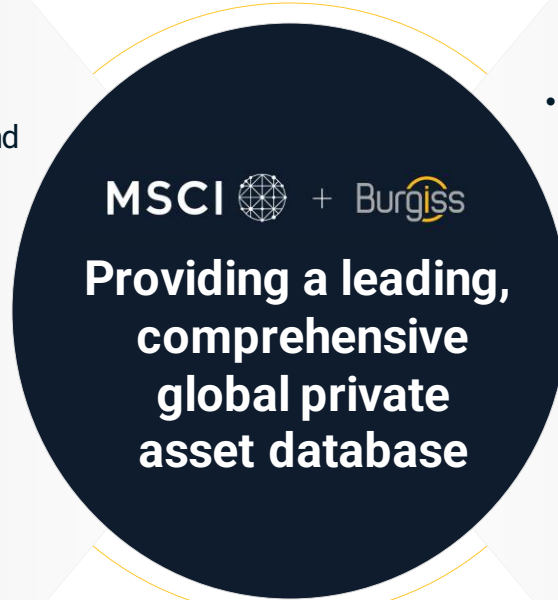 MSCI + Burgiss
Providing a leading,
comprehensive
global private
asset database